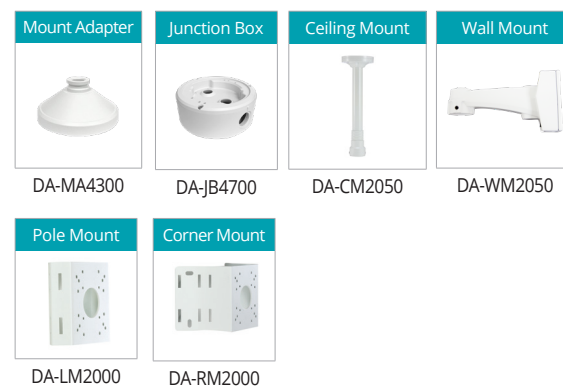 Mount Adapter
Junction Box
Ceiling Mount
Wall Mount
DA-MA4300
DA-JB4700
DA-CM2050
DA-WM2050
Pole Mount
Corner Mount
DA-LM2000
DA-RM2000